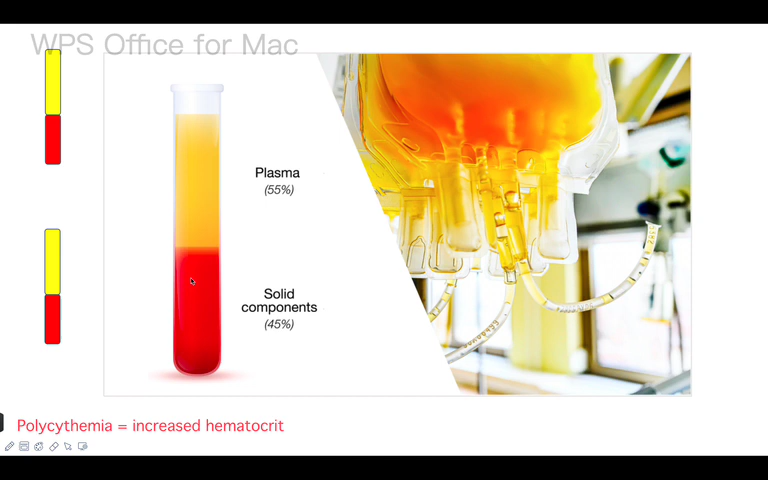 WPS Office for Mac
Plasma
(55%)
Solid
components
(45%)
Polycythemia = increased hematocrit